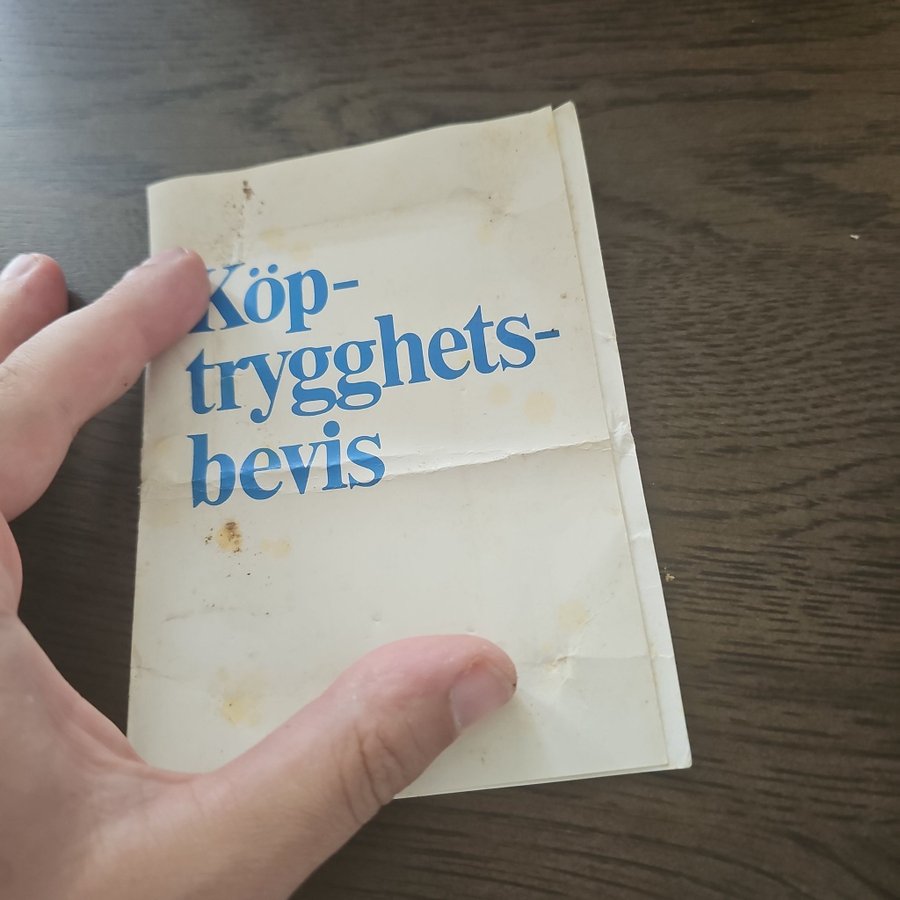 Köp-
trygghets-
bevis